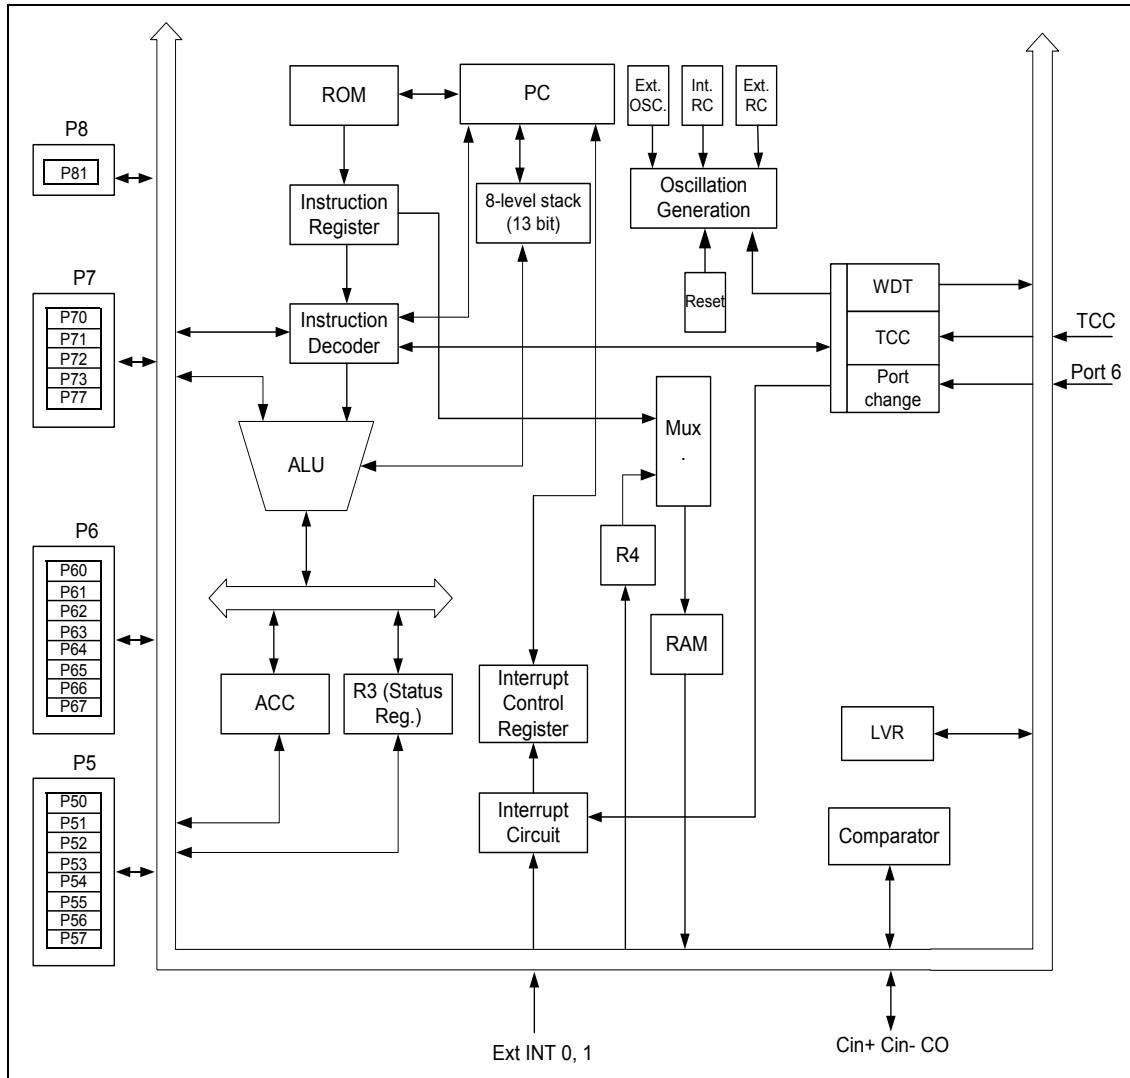 P8
P81
P7
P70
P71
P72
P73
P77
P6
P60
P61
P62
P63
P64
P65
P66
P67
P5
P50
P51
P52
P53
P54
P55
P56
P57
ROM
PC
Instruction
Register
8-level stack
(13 bit)
Instruction
Decoder
ALU
ACC
R3 (Status
Reg.)
Ext.
OSC.
Int.
RC
Ext.
RC
Oscillation
Generation
Reset
WDT
TCC
Port
change
TCC
Port 6
Mux
.
R4
RAM
Interrupt
Control
Register
Interrupt
Circuit
LVR
Comparator
Ext INT 0, 1
Cin+ Cin- CO